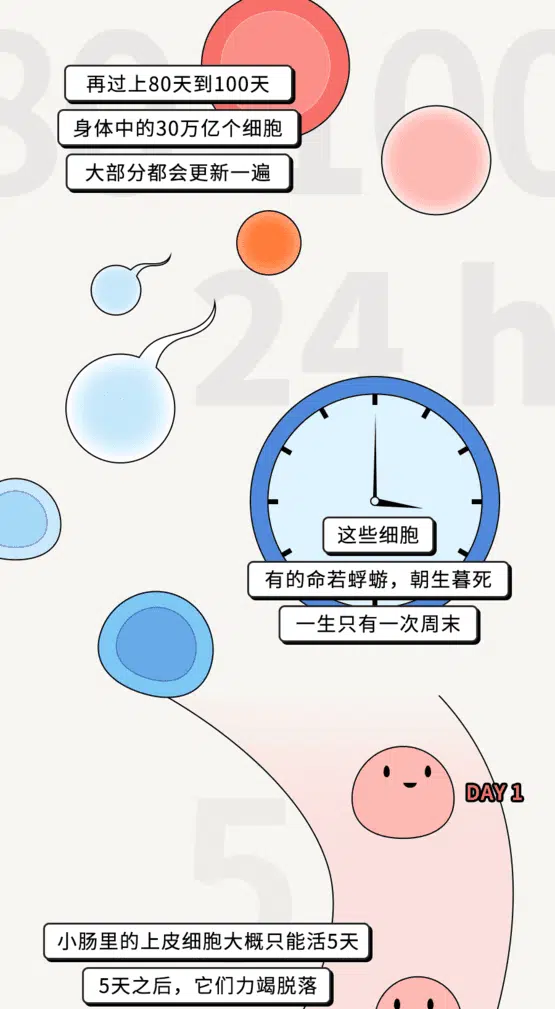 80 100
再过上80天到100天
身体中的30万亿个细胞
大部分都会更新一遍
24 h
这些细胞
有的命若蜉蝣，朝生暮死
一生只有一次周末
DAY 1
5
小肠里的上皮细胞大概只能活5天
5天之后，它们力竭脱落